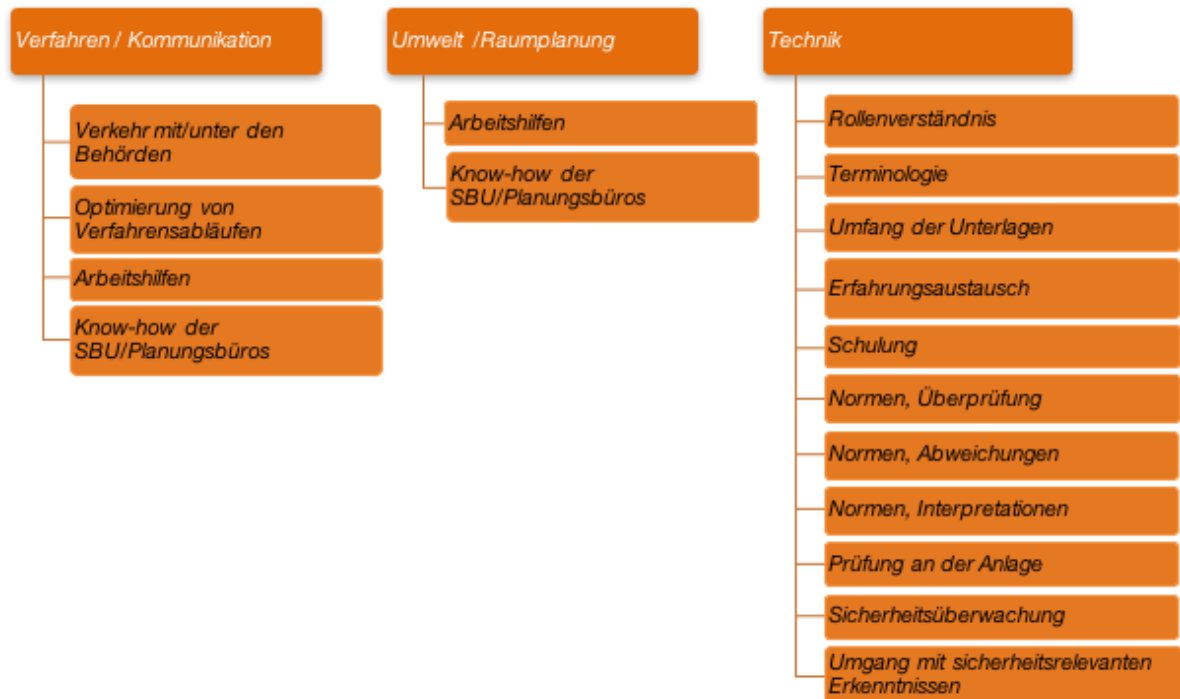 Verfahren / Kommunikation
Verkehr mit/unter den
Behörden
Optimierung von
Verfahrensabläufen
Arbeitshilfen
Know-how der
SBU/Planungsbüros
Umwelt /Raumplanung
Arbeitshilfen
Know-how der
SBU/Planungsbüros
Technik
Rollenverständnis
Terminologie
Umfang der Unterlagen
Erfahrungsaustausch
Schulung
Normen, Überprüfung
Normen, Abweichungen
Normen, Interpretationen
Prüfung an der Anlage
Sicherheitsüberwachung
Umgang mit sicherheitsrelevanten
Erkenntnissen